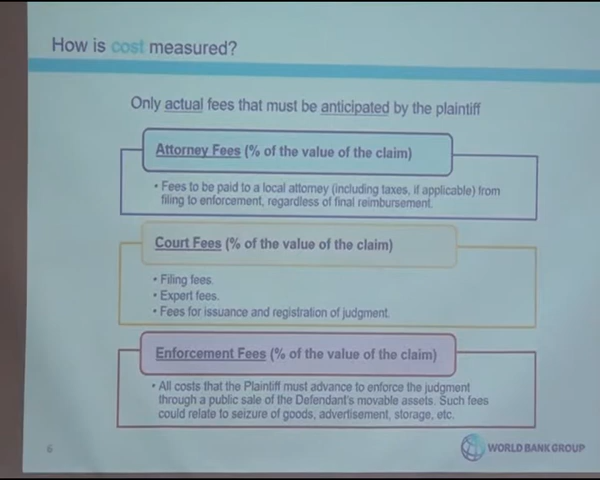 How is cost measured?
Only actual fees that must be anticipated by the plaintiff
Attorney Fees (% of the value of the claim)
• Fees to be paid to a local attorney (including taxes, if applicable) from
filing to enforcement, regardless of final reimbursement.
Court Fees (% of the value of the claim)
• Filing fees.
• Expert fees.
• Fees for issuance and registration of judgment.
Enforcement Fees (% of the value of the claim)
• All costs that the Plaintiff must advance to enforce the judgment
through a public sale of the Defendant's movable assets. Such fees
could relate to seizure of goods, advertisement, storage, etc.
6
WORLD BANK GROUP